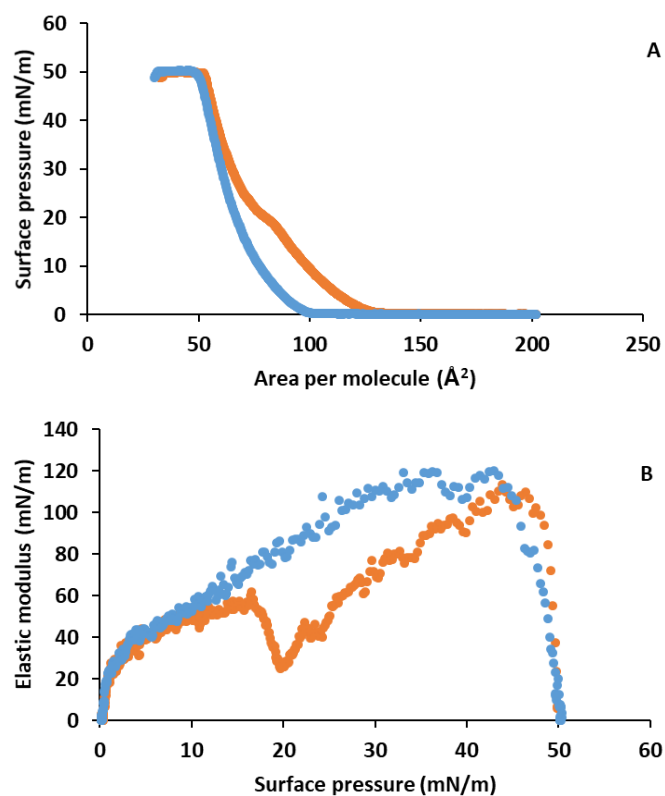 A
Surface pressure (mN/m)
60
50
40
30
20
10
0
0 50 100 150 200 250
Area per molecule (Å²)
B
Elastic modulus (mN/m)
140
120
100
80
60
40
20
0
0 10 20 30 40 50 60
Surface pressure (mN/m)